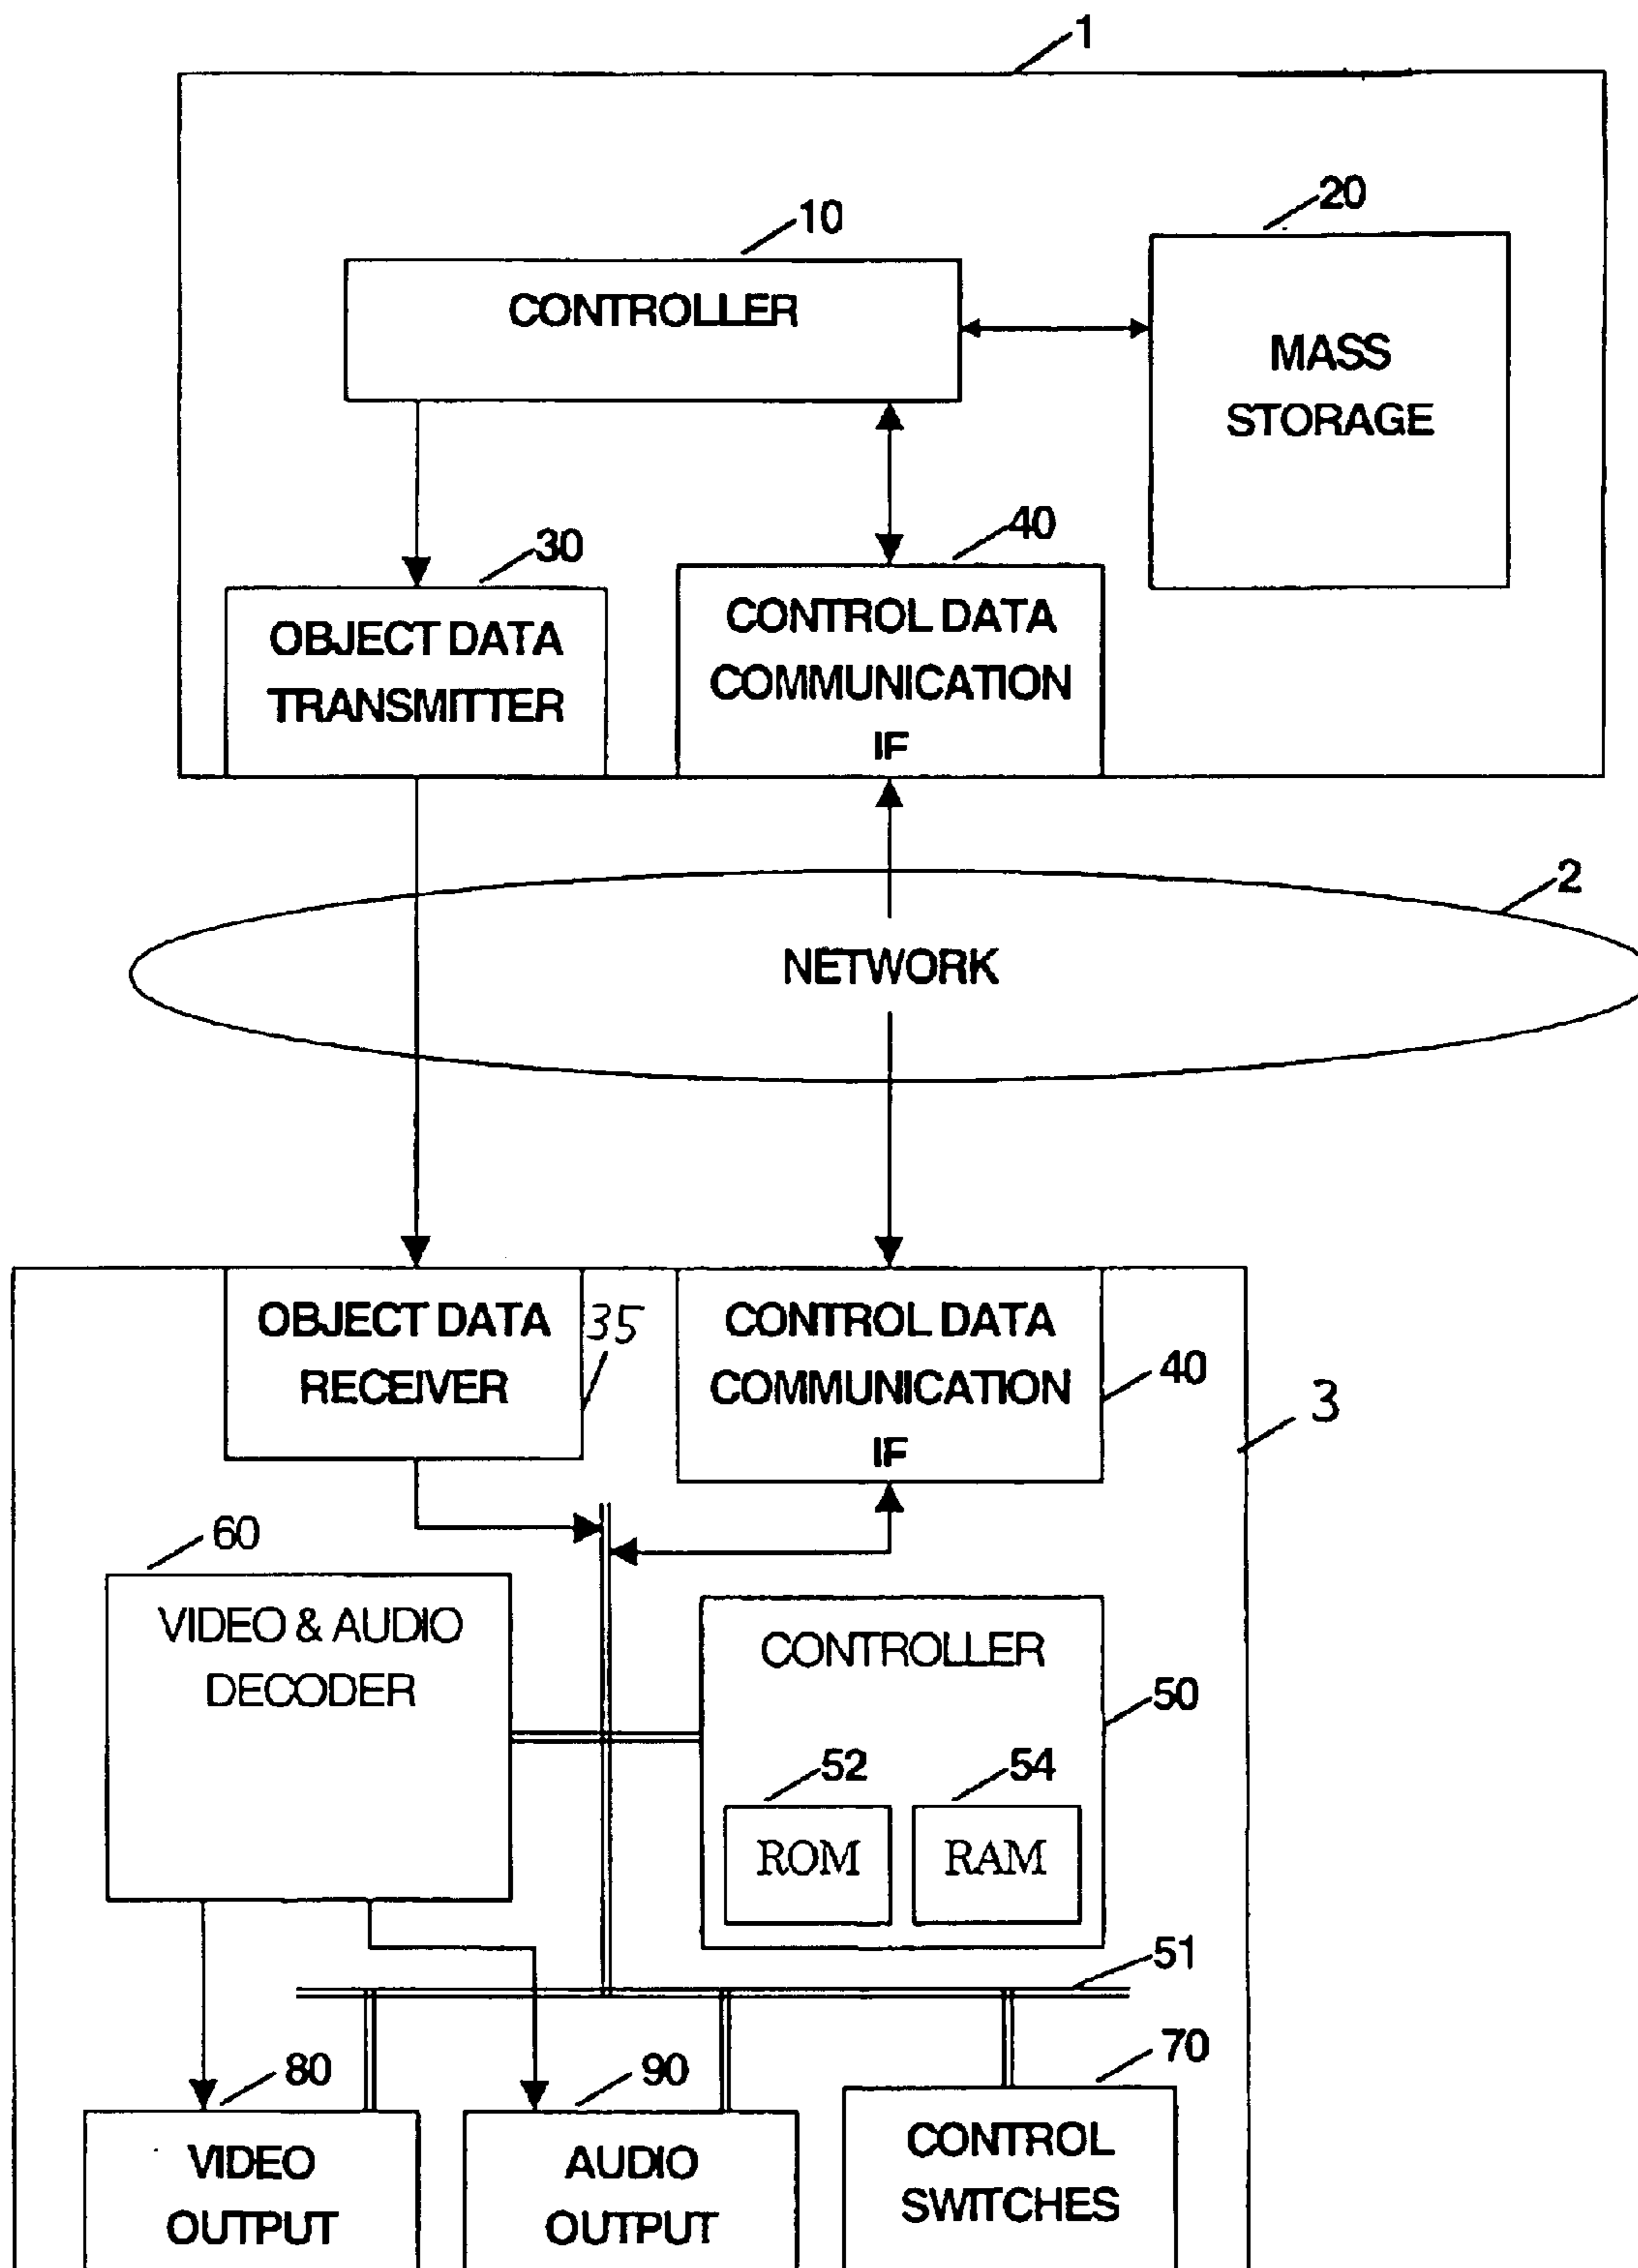 1
10
20
CONTROLLER
MASS
STORAGE
30
40
OBJECT DATA
TRANSMITTER
CONTROL DATA
COMMUNICATION
IF
2
NETWORK
OBJECT DATA
RECEIVER
35
CONTROL DATA
COMMUNICATION
IF
40
3
60
VIDEO & AUDIO
DECODER
CONTROLLER
50
52
54
ROM
RAM
51
80
90
70
VIDEO
OUTPUT
AUDIO
OUTPUT
CONTROL
SWITCHES